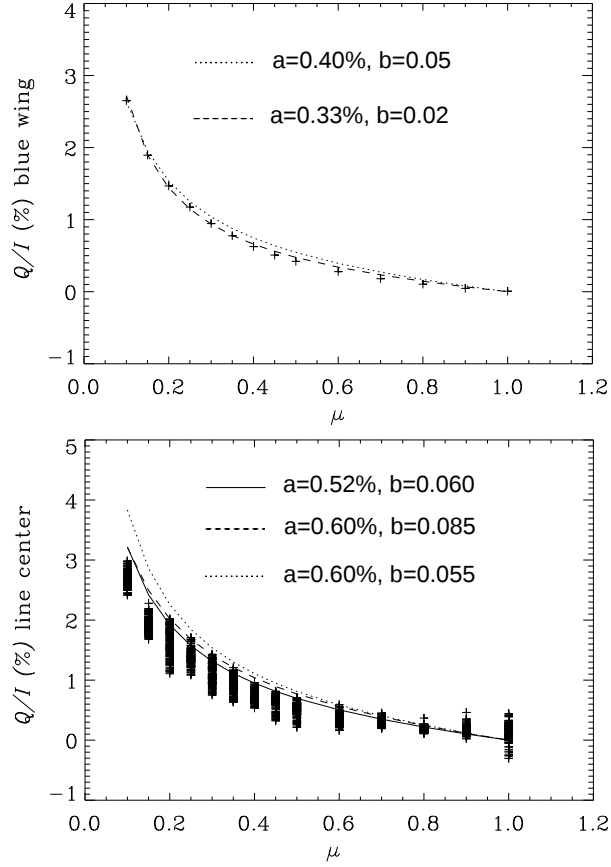 4
3
2
1
0
−1
Q/I (%) blue wing
a=0.40%, b=0.05
a=0.33%, b=0.02
0.0 0.2 0.4 0.6 0.8 1.0 1.2
μ
5
4
3
2
1
0
−1
Q/I (%) line center
a=0.52%, b=0.060
a=0.60%, b=0.085
a=0.60%, b=0.055
0.0 0.2 0.4 0.6 0.8 1.0 1.2
μ